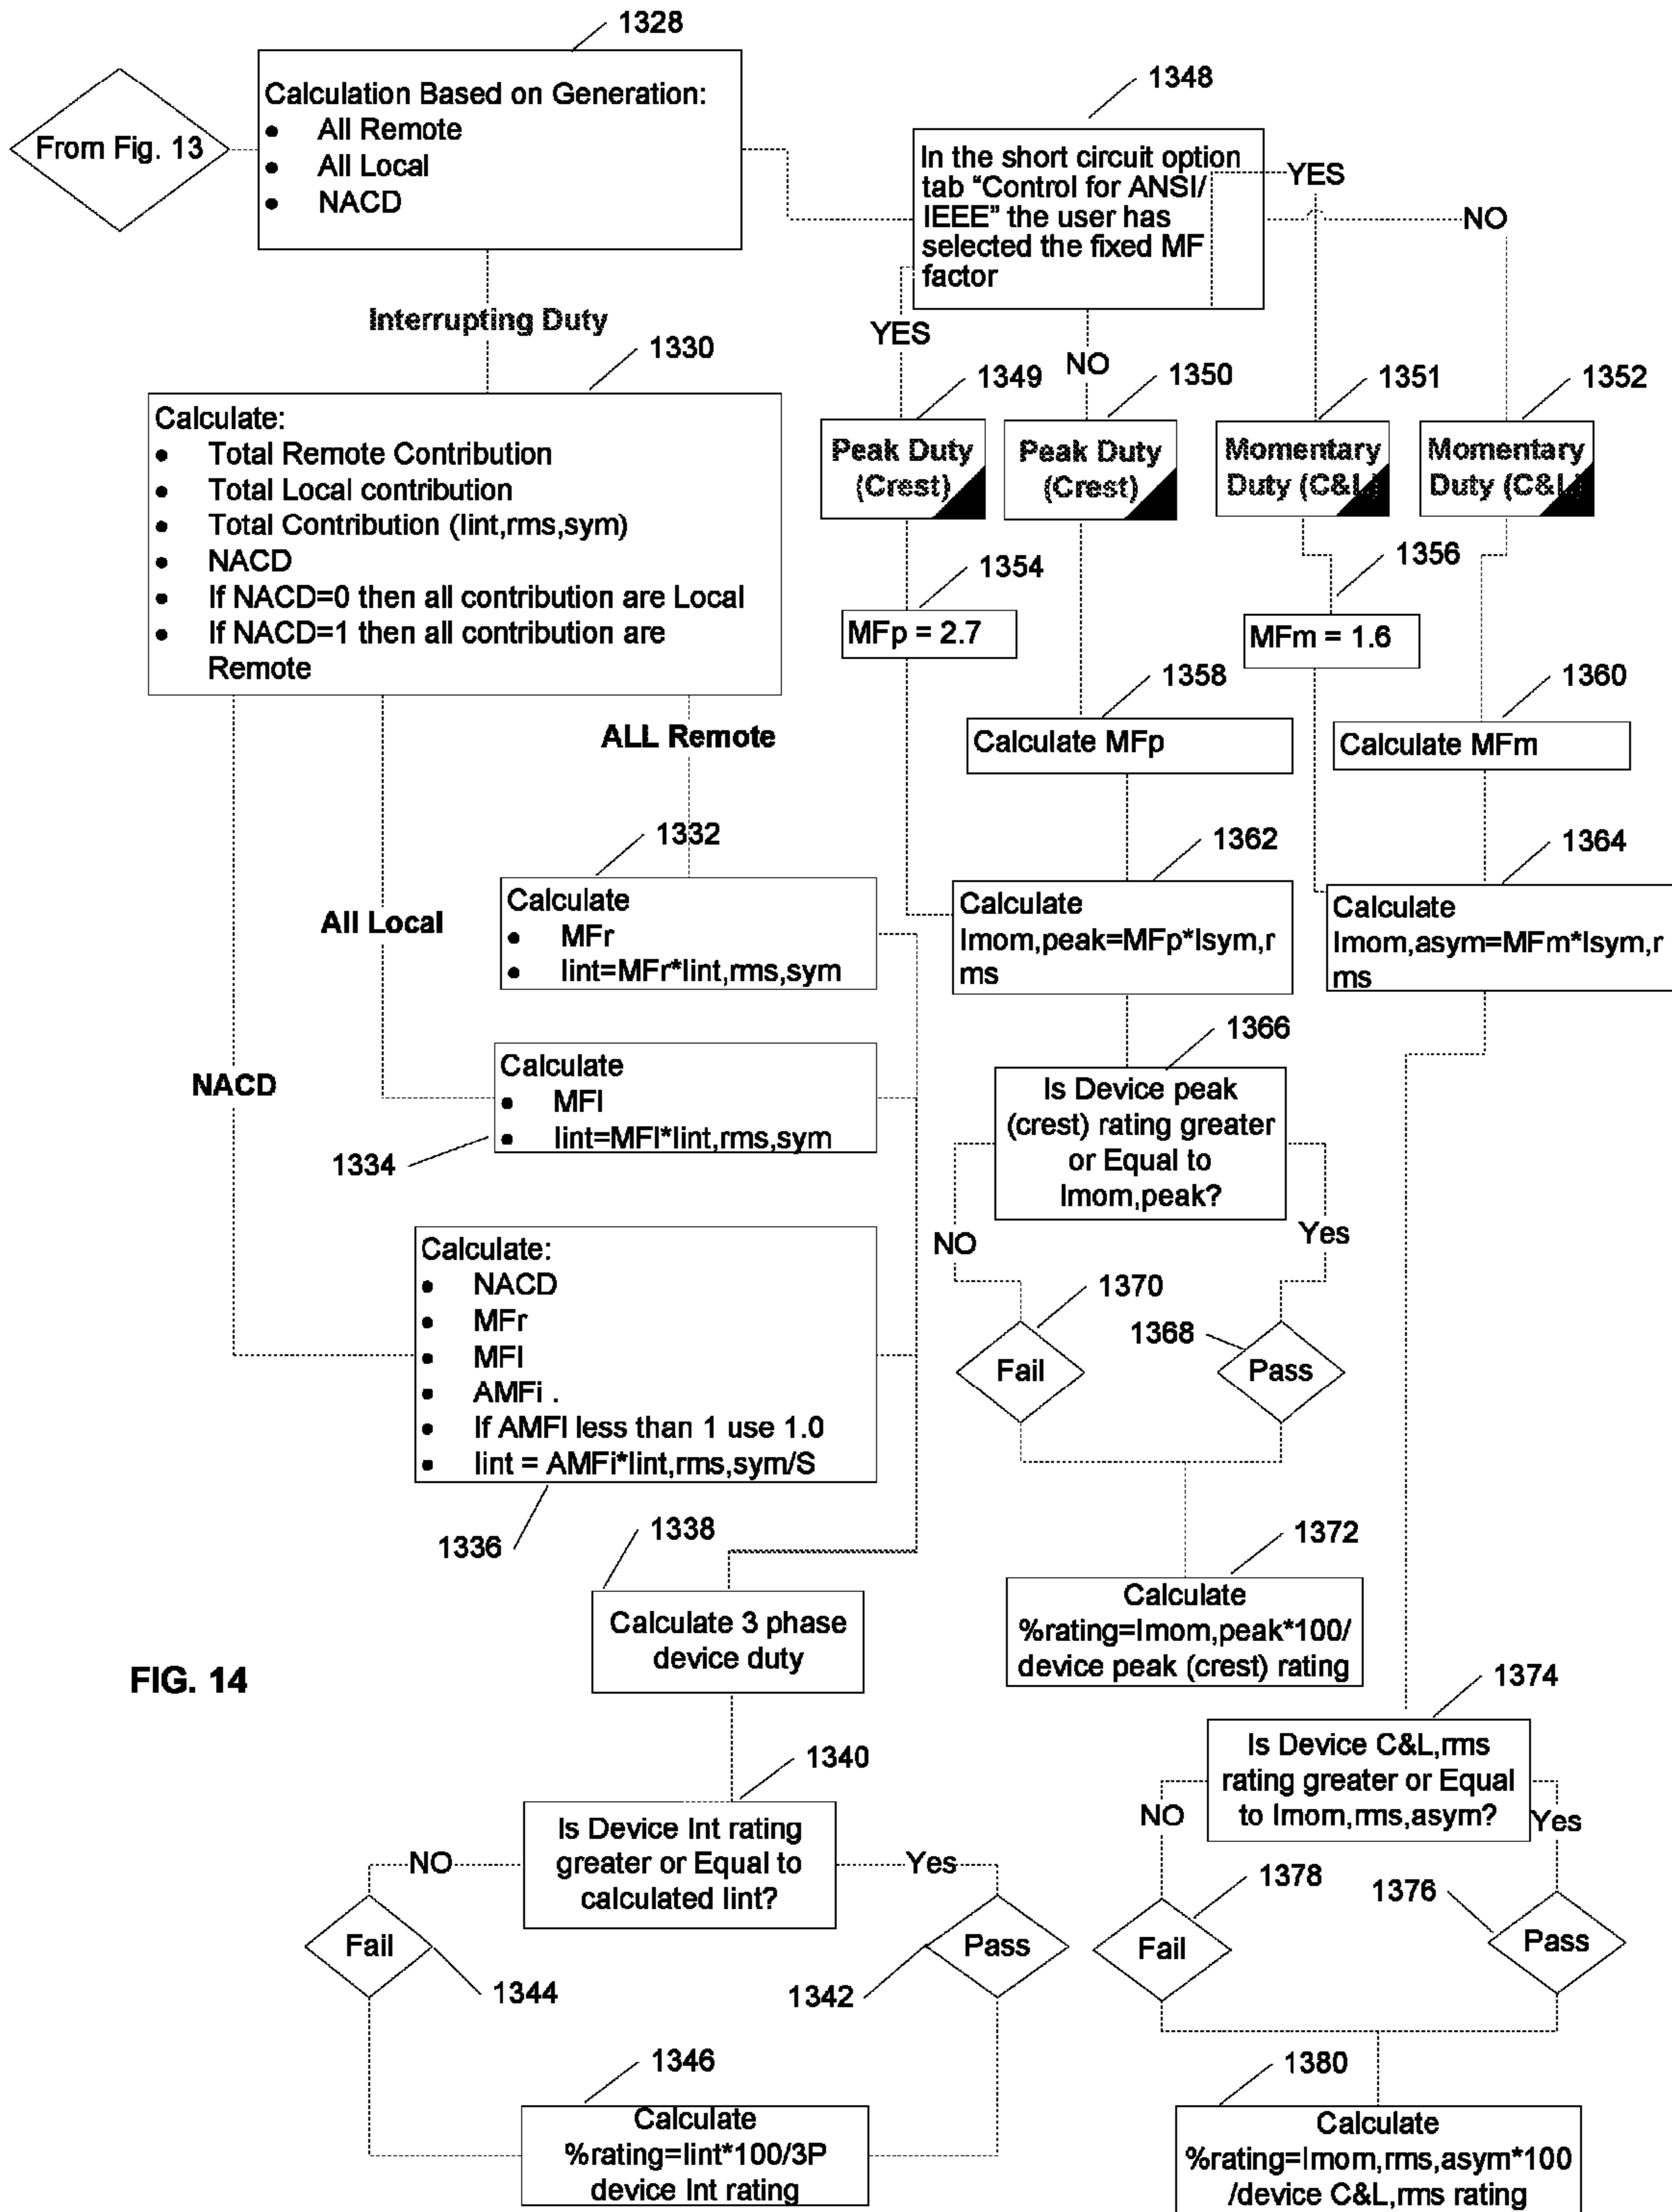 1328
Calculation Based on Generation:
• All Remote
• All Local
• NACD
From Fig. 13
1348
In the short circuit option
tab “Control for ANSI/
IEEE” the user has
selected the fixed MF
factor
YES
NO
Interrupting Duty
1330
Calculate:
• Total Remote Contribution
• Total Local contribution
• Total Contribution (Iint,rms,sym)
• NACD
• If NACD=0 then all contribution are Local
• If NACD=1 then all contribution are
Remote
YES
NO
1349
Peak Duty
(Crest)
1350
Peak Duty
(Crest)
1351
Momentary
Duty (C&L)
1352
Momentary
Duty (C&L)
1354
MFp = 2.7
1356
MFm = 1.6
1358
Calculate MFp
1360
Calculate MFm
ALL Remote
All Local
NACD
1332
Calculate
• MFr
• Iint=MFr*Iint,rms,sym
1334
Calculate
• MFl
• Iint=MFl*Iint,rms,sym
1336
Calculate:
• NACD
• MFr
• MFl
• AMFi .
• If AMFI less than 1 use 1.0
• Iint = AMFi*Iint,rms,sym/S
1362
Calculate
Imom,peak=MFp*Isym,r
ms
1364
Calculate
Imom,asym=MFm*Isym,r
ms
1366
Is Device peak
(crest) rating greater
or Equal to
Imom,peak?
NO
Yes
1370
Fail
1368
Pass
1372
Calculate
%rating=Imom,peak*100/
device peak (crest) rating
1338
Calculate 3 phase
device duty
FIG. 14
1340
Is Device Int rating
greater or Equal to
calculated Iint?
NO
Yes
Fail
1344
Pass
1342
1346
Calculate
%rating=Iint*100/3P
device Int rating
1374
Is Device C&L,rms
rating greater or Equal
to Imom,rms,asym?
NO
Yes
1378
Fail
1376
Pass
1380
Calculate
%rating=Imom,rms,asym*100
/device C&L,rms rating